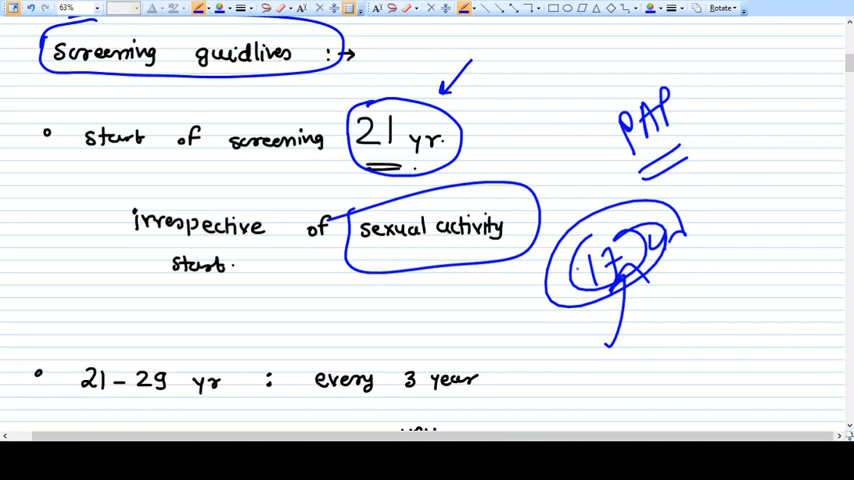 63%
Rotate
Screening guidlives :→
• start of screening 21 yr.
PAP
irrespective of sexual activity
start.
17 yr
• 21-29 yr : every 3 year